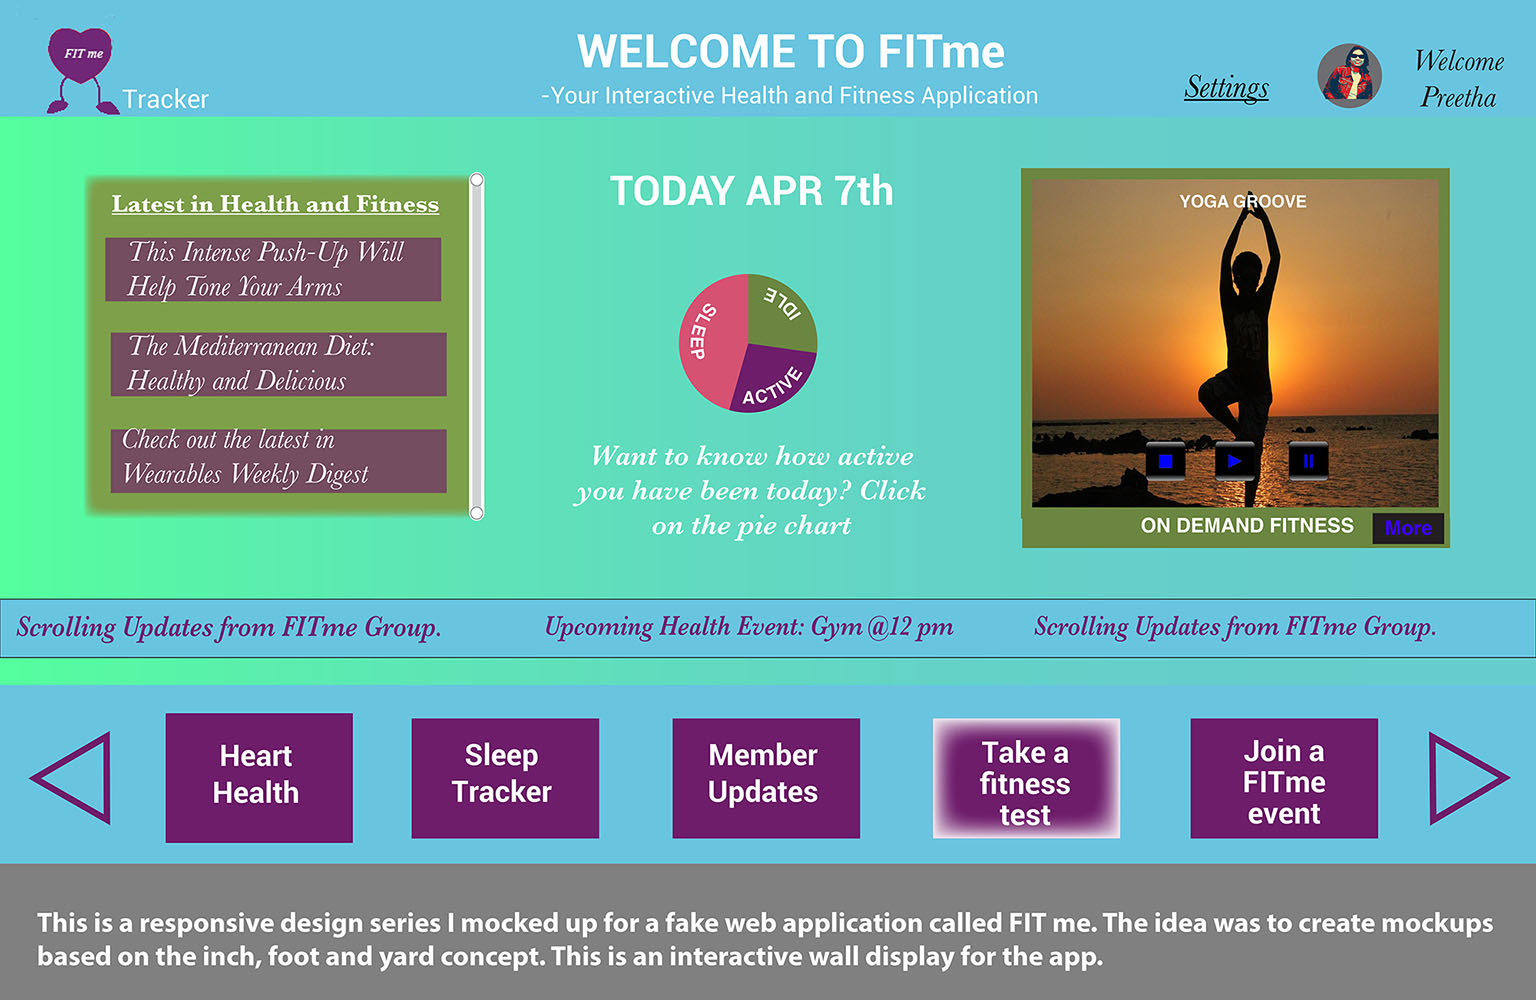 FIT me
Tracker
WELCOME TO FITme
-Your Interactive Health and Fitness Application
Settings
Welcome
Preetha
Latest in Health and Fitness
This Intense Push-Up Will
Help Tone Your Arms
The Mediterranean Diet:
Healthy and Delicious
Check out the latest in
Wearables Weekly Digest
TODAY APR 7th
SLEEP
IDLE
ACTIVE
Want to know how active
you have been today? Click
on the pie chart
YOGA GROOVE
ON DEMAND FITNESS
More
Scrolling Updates from FITme Group.
Upcoming Health Event: Gym @12 pm
Scrolling Updates from FITme Group.
Heart
Health
Sleep
Tracker
Member
Updates
Take a
fitness
test
Join a
FITme
event
This is a responsive design series I mocked up for a fake web application called FIT me. The idea was to create mockups
based on the inch, foot and yard concept. This is an interactive wall display for the app.